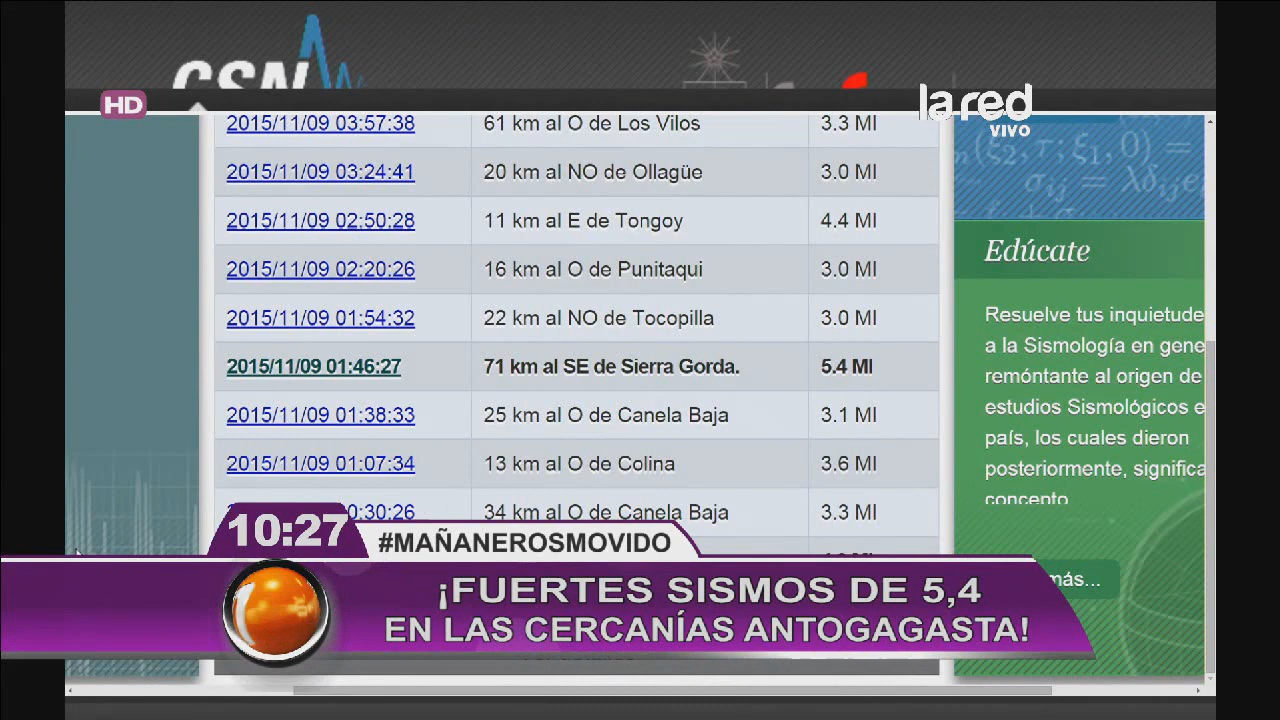 CSN
HD
la red
VIVO
2015/11/09 03:57:38 61 km al O de Los Vilos 3.3 Ml
2015/11/09 03:24:41 20 km al NO de Ollagüe 3.0 Ml
2015/11/09 02:50:28 11 km al E de Tongoy 4.4 Ml
2015/11/09 02:20:26 16 km al O de Punitaqui 3.0 Ml
2015/11/09 01:54:32 22 km al NO de Tocopilla 3.0 Ml
2015/11/09 01:46:27 71 km al SE de Sierra Gorda. 5.4 Ml
2015/11/09 01:38:33 25 km al O de Canela Baja 3.1 Ml
2015/11/09 01:07:34 13 km al O de Colina 3.6 Ml
0:30:26 34 km al O de Canela Baja 3.3 Ml
Edúcate
Resuelve tus inquietude
a la Sismología en gene
remóntante al origen de
estudios Sismológicos e
país, los cuales dieron
posteriormente, significa
concepto
más...
10:27
#MAÑANEROSMOVIDO
¡FUERTES SISMOS DE 5,4
EN LAS CERCANÍAS ANTOGAGASTA!